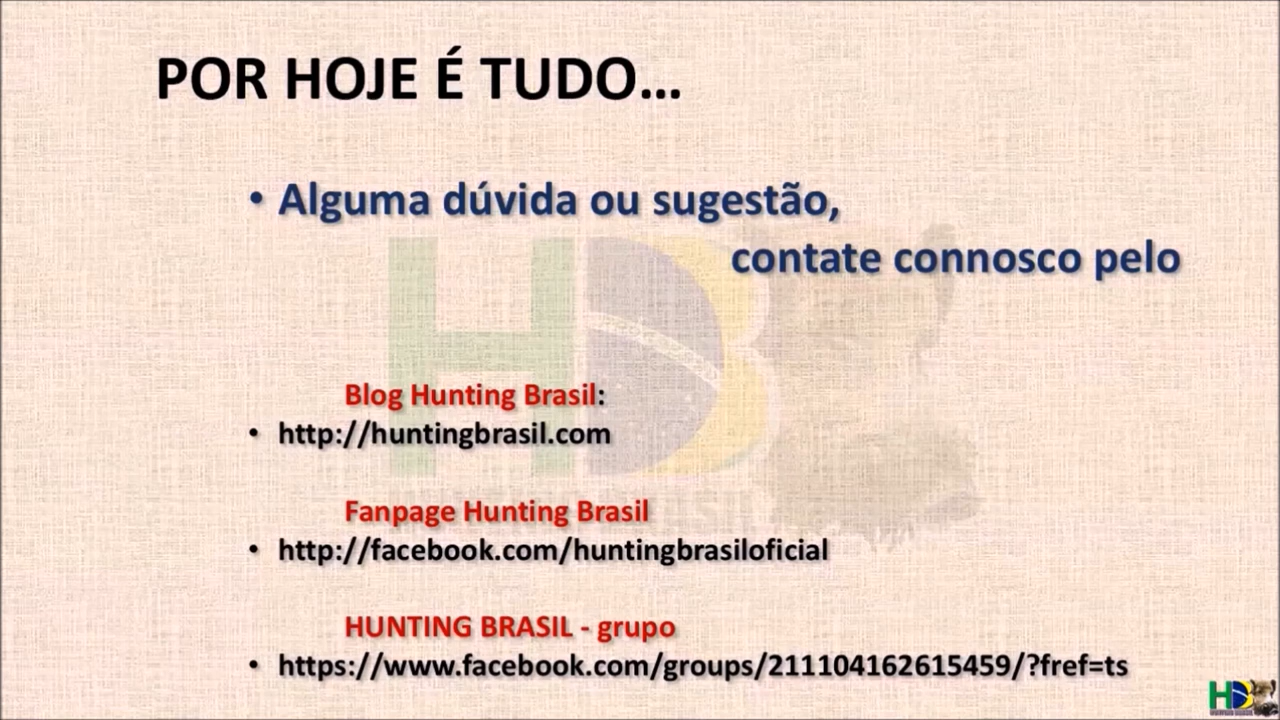 POR HOJE É TUDO...
• Alguma dúvida ou sugestão,
contate connosco pelo
Blog Hunting Brasil:
• http://huntingbrasil.com
Fanpage Hunting Brasil
• http://facebook.com/huntingbrasiloficial
HUNTING BRASIL - grupo
• https://www.facebook.com/groups/211104162615459/?fref=ts
HB